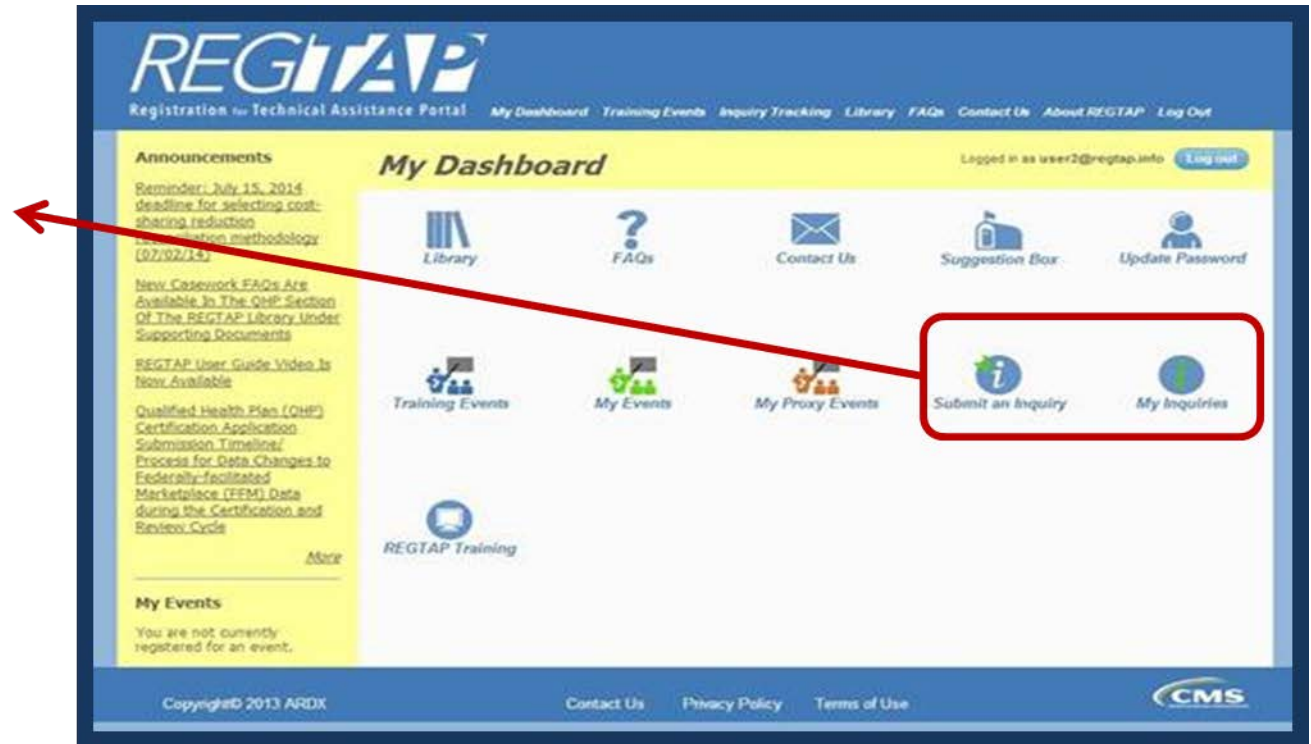 REGTAP
Registration for Technical Assistance Portal
My Dashboard Training Events Inquiry Tracking Library FAQs Contact Us About REGTAP Log Out
Announcements
Reminder: July 15, 2014
deadline for selecting cost-
sharing reduction
reconciliation methodology
(07/02/14)
New Casework FAQs Are
Available In The QHP Section
Of The REGTAP Library Under
Supporting Documents
REGTAP User Guide Video Is
Now Available
Qualified Health Plan (QHP)
Certification Application
Submission Timeline/
Process for Data Changes to
Federally-facilitated
Marketplace (FFM) Data
during the Certification and
Review Cycle
More
My Events
You are not currently
registered for an event.
My Dashboard
Logged in as user2@regtap.info Log out
Library FAQs Contact Us Suggestion Box Update Password
Training Events My Events My Proxy Events Submit an Inquiry My Inquiries
REGTAP Training
Copyright© 2013 ARDX Contact Us Privacy Policy Terms of Use CMS